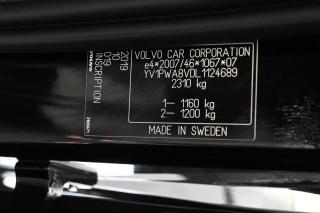 VOLVO CAR CORPORATION
e4*2007/46*1067*07
YV1PWA8VDL1124689
2310 kg
1- 1160 kg
2- 1200 kg
MADE IN SWEDEN
2019
10
019
INSCRIPTION